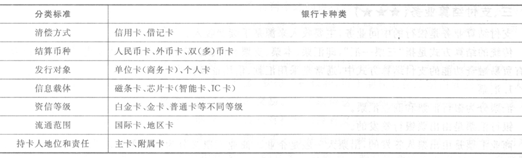 分类标准 银行卡种类
清偿方式 信用卡、借记卡
结算币种 人民币卡、外币卡、双(多)币卡
发行对象 单位卡(商务卡)、个人卡
信息载体 磁条卡、芯片卡(智能卡、IC 卡)
资信等级 白金卡、金卡、普通卡等不同等级
流通范围 国际卡、地区卡
持卡人地位和责任 主卡、附属卡